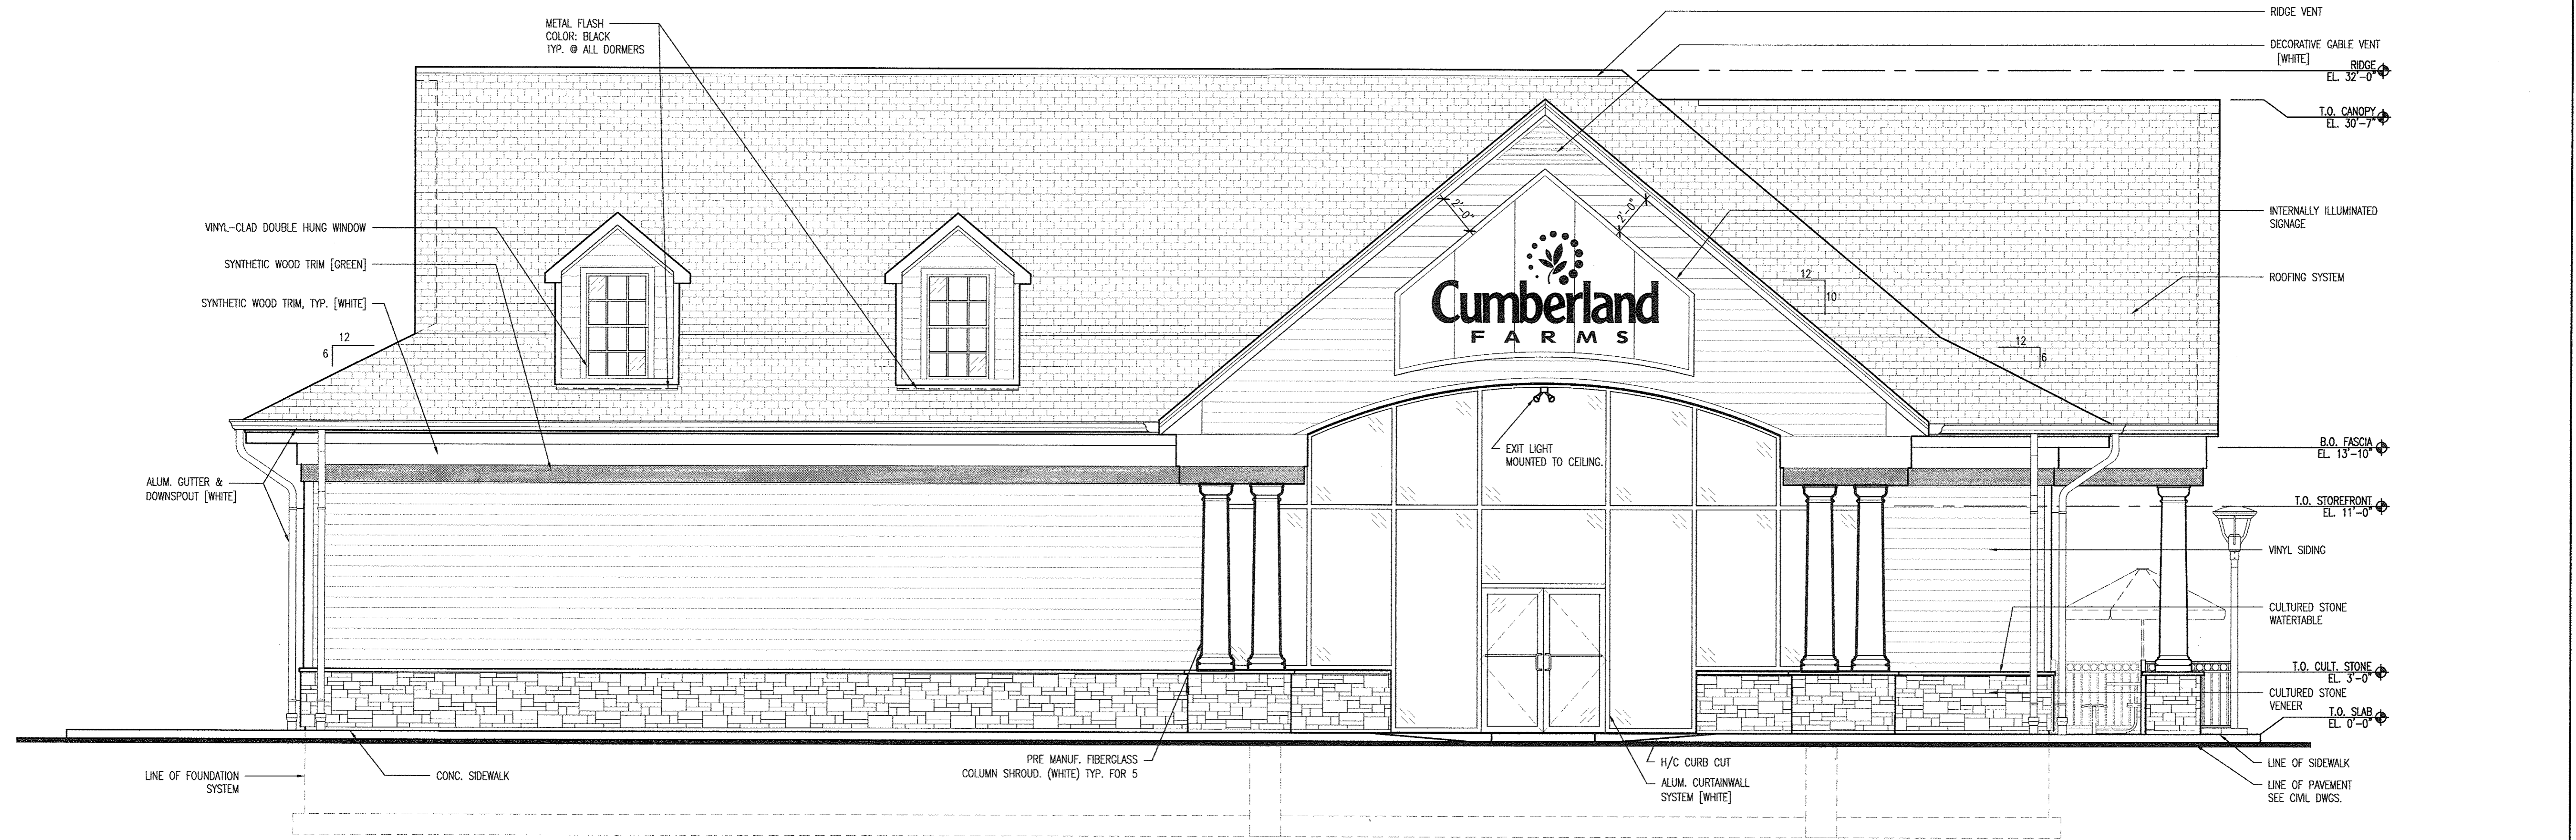 METAL FLASH
COLOR: BLACK
TYP. @ ALL DORMERS
RIDGE VENT
DECORATIVE GABLE VENT
[WHITE]
RIDGE
EL. 32'-0"
T.O. CANOPY
EL. 30'-7"
VINYL-CLAD DOUBLE HUNG WINDOW
SYNTHETIC WOOD TRIM [GREEN]
SYNTHETIC WOOD TRIM, TYP. [WHITE]
12
6
2'-0"
2'-0"
INTERNALLY ILLUMINATED
SIGNAGE
ROOFING SYSTEM
Cumberland
FARMS
12
10
12
6
EXIT LIGHT
MOUNTED TO CEILING.
B.O. FASCIA
EL. 13'-10"
ALUM. GUTTER &
DOWNSPOUT [WHITE]
T.O. STOREFRONT
EL. 11'-0"
VINYL SIDING
CULTURED STONE
WATERTABLE
T.O. CULT. STONE
EL. 3'-0"
CULTURED STONE
VENEER
T.O. SLAB
EL. 0'-0"
LINE OF FOUNDATION
SYSTEM
CONC. SIDEWALK
PRE MANUF. FIBERGLASS
COLUMN SHROUD. (WHITE) TYP. FOR 5
H/C CURB CUT
ALUM. CURTAINWALL
SYSTEM [WHITE]
LINE OF SIDEWALK
LINE OF PAVEMENT
SEE CIVIL DWGS.